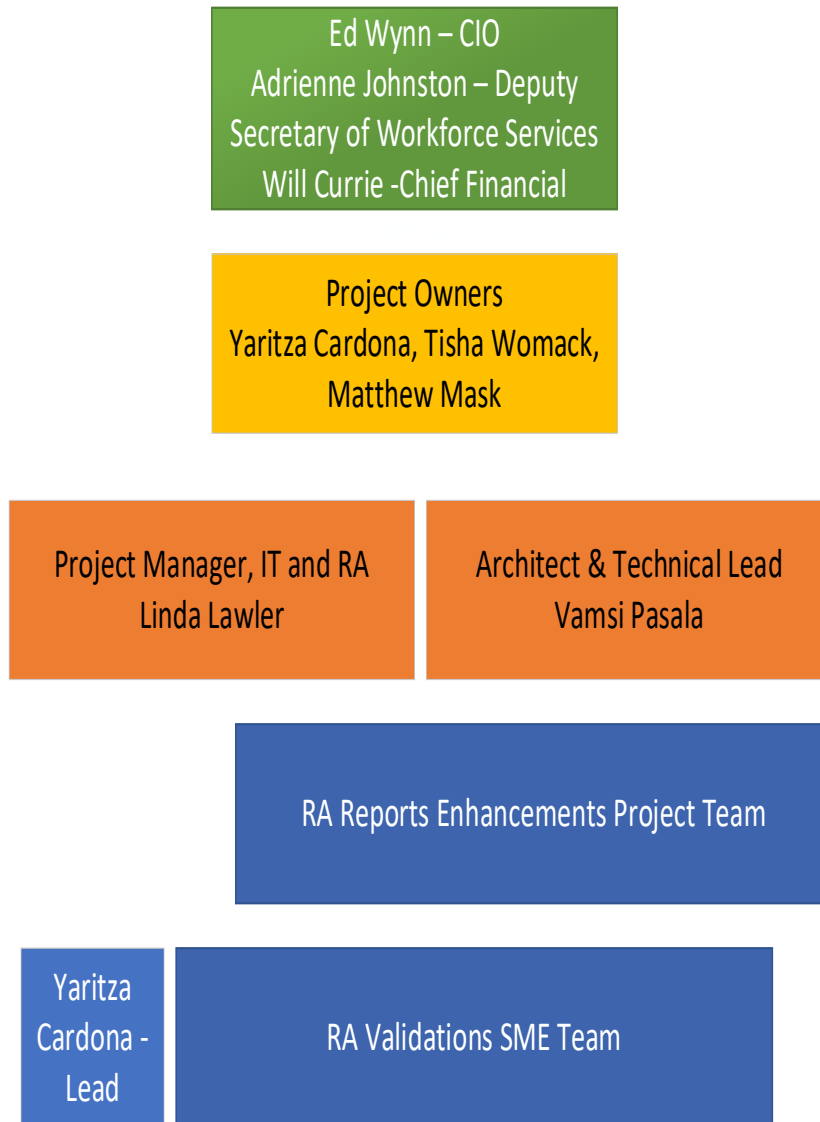 Ed Wynn – CIO
Adrienne Johnston – Deputy
Secretary of Workforce Services
Will Currie -Chief Financial
Project Owners
Yaritza Cardona, Tisha Womack,
Matthew Mask
Project Manager, IT and RA
Linda Lawler
Architect & Technical Lead
Vamsi Pasala
RA Reports Enhancements Project Team
Yaritza
Cardona -
Lead
RA Validations SME Team